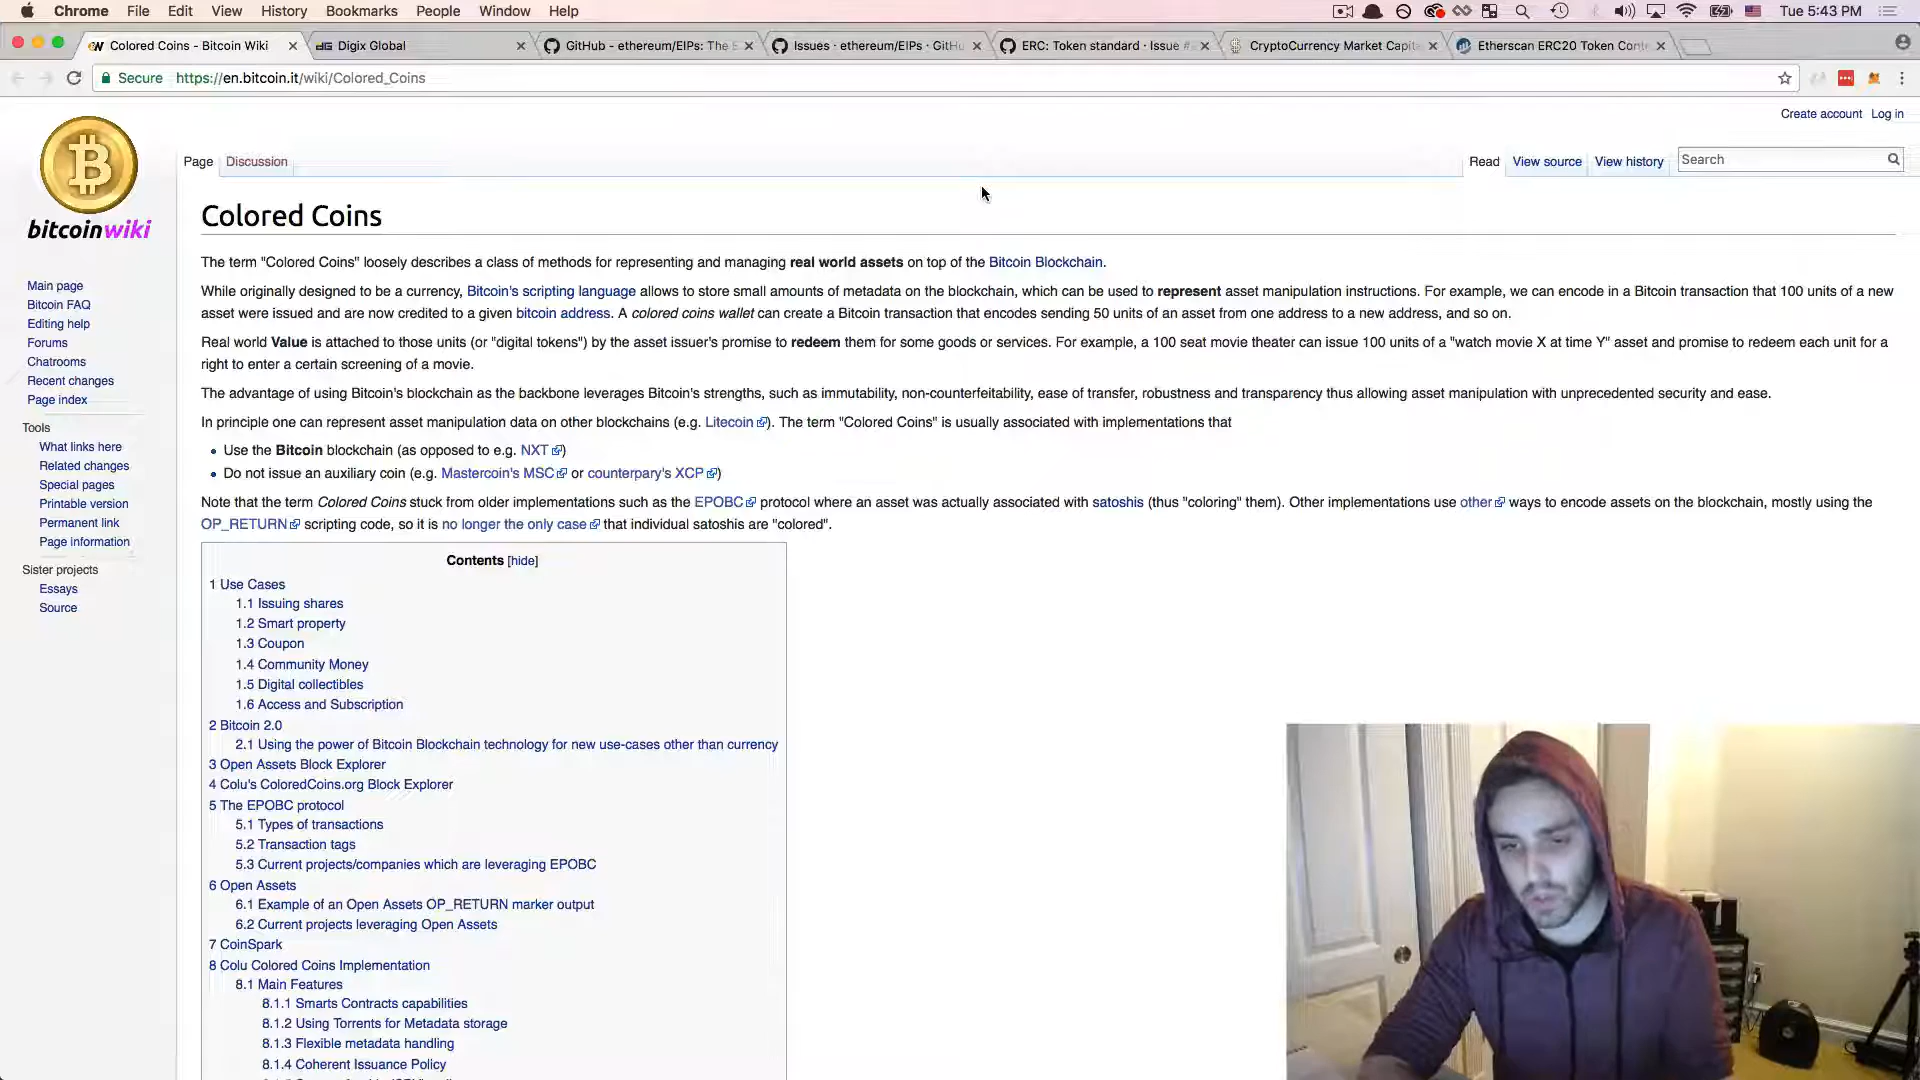 Chrome File Edit View History Bookmarks People Window Help Tue 5:43 PM
Colored Coins - Bitcoin Wiki Digix Global GitHub - ethereum/EIPs: The E Issues · ethereum/EIPs · GitHu ERC: Token standard · Issue # CryptoCurrency Market Capita Etherscan ERC20 Token Cont
Secure https://en.bitcoin.it/wiki/Colored_Coins
Create account Log in
Page Discussion Read View source View history Search
bitcoinwiki
Colored Coins
The term "Colored Coins" loosely describes a class of methods for representing and managing real world assets on top of the Bitcoin Blockchain.
While originally designed to be a currency, Bitcoin's scripting language allows to store small amounts of metadata on the blockchain, which can be used to represent asset manipulation instructions. For example, we can encode in a Bitcoin transaction that 100 units of a new
asset were issued and are now credited to a given bitcoin address. A colored coins wallet can create a Bitcoin transaction that encodes sending 50 units of an asset from one address to a new address, and so on.
Real world Value is attached to those units (or "digital tokens") by the asset issuer's promise to redeem them for some goods or services. For example, a 100 seat movie theater can issue 100 units of a "watch movie X at time Y" asset and promise to redeem each unit for a
right to enter a certain screening of a movie.
The advantage of using Bitcoin's blockchain as the backbone leverages Bitcoin's strengths, such as immutability, non-counterfeitability, ease of transfer, robustness and transparency thus allowing asset manipulation with unprecedented security and ease.
In principle one can represent asset manipulation data on other blockchains (e.g. Litecoin). The term "Colored Coins" is usually associated with implementations that
• Use the Bitcoin blockchain (as opposed to e.g. NXT)
• Do not issue an auxiliary coin (e.g. Mastercoin's MSC or counterpary's XCP)
Note that the term Colored Coins stuck from older implementations such as the EPOBC protocol where an asset was actually associated with satoshis (thus "coloring" them). Other implementations use other ways to encode assets on the blockchain, mostly using the
OP_RETURN scripting code, so it is no longer the only case that individual satoshis are "colored".
Main page
Bitcoin FAQ
Editing help
Forums
Chatrooms
Recent changes
Page index
Tools
What links here
Related changes
Special pages
Printable version
Permanent link
Page information
Sister projects
Essays
Source
Contents [hide]
1 Use Cases
1.1 Issuing shares
1.2 Smart property
1.3 Coupon
1.4 Community Money
1.5 Digital collectibles
1.6 Access and Subscription
2 Bitcoin 2.0
2.1 Using the power of Bitcoin Blockchain technology for new use-cases other than currency
3 Open Assets Block Explorer
4 Colu's ColoredCoins.org Block Explorer
5 The EPOBC protocol
5.1 Types of transactions
5.2 Transaction tags
5.3 Current projects/companies which are leveraging EPOBC
6 Open Assets
6.1 Example of an Open Assets OP_RETURN marker output
6.2 Current projects leveraging Open Assets
7 CoinSpark
8 Colu Colored Coins Implementation
8.1 Main Features
8.1.1 Smarts Contracts capabilities
8.1.2 Using Torrents for Metadata storage
8.1.3 Flexible metadata handling
8.1.4 Coherent Issuance Policy